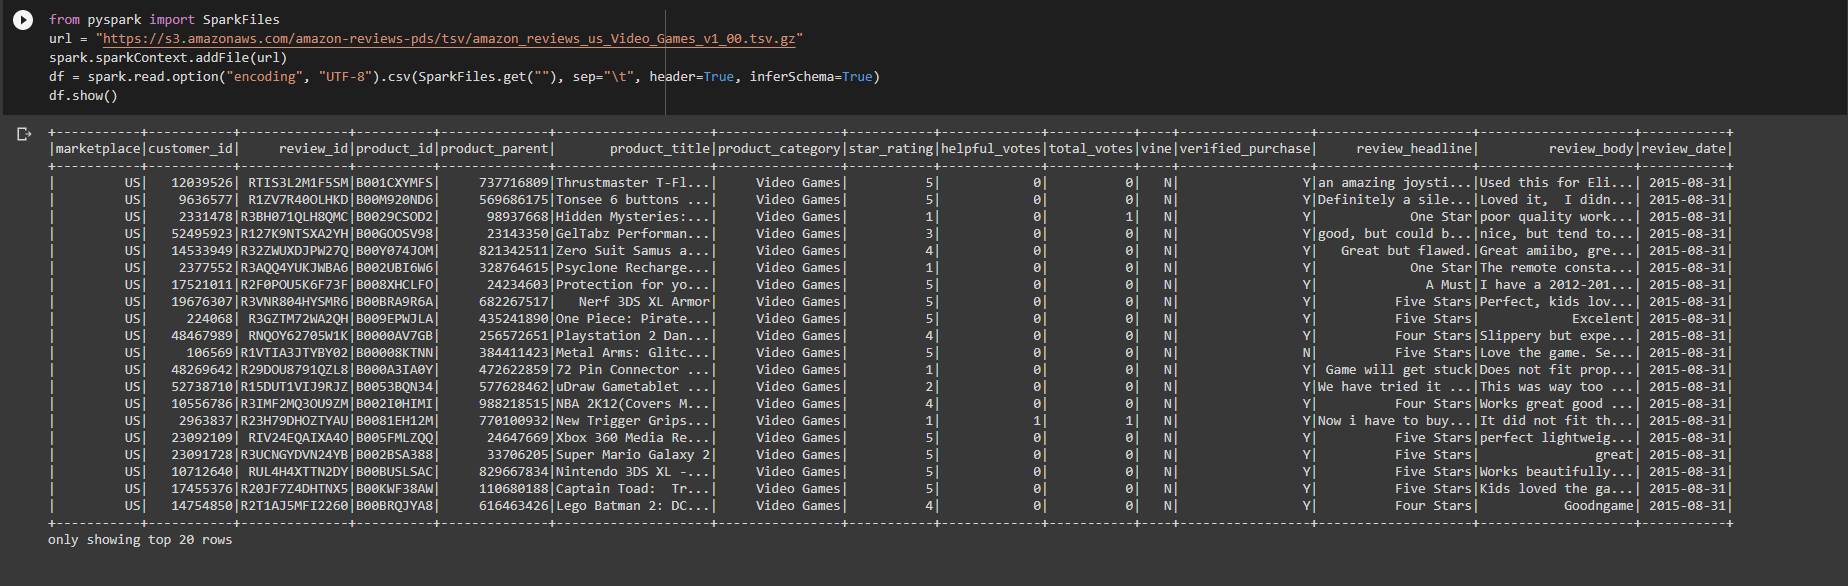 from pyspark import SparkFiles
url = "https://s3.amazonaws.com/amazon-reviews-pds/tsv/amazon_reviews_us_Video_Games_v1_00.tsv.gz"
spark.sparkContext.addFile(url)
df = spark.read.option("encoding", "UTF-8").csv(SparkFiles.get(""), sep="\t", header=True, inferSchema=True)
df.show()
+-----------+-----------+--------------+----------+--------------+--------------------+----------------+-----------+-------------+-----------+----+-----------------+--------------------+--------------------+-----------+
|marketplace|customer_id|     review_id|product_id|product_parent|       product_title|product_category|star_rating|helpful_votes|total_votes|vine|verified_purchase|     review_headline|         review_body|review_date|
+-----------+-----------+--------------+----------+--------------+--------------------+----------------+-----------+-------------+-----------+----+-----------------+--------------------+--------------------+-----------+
|         US|   12039526| RTIS3L2M1F5SM|B001CXYMFS|     737716809|Thrustmaster T-Fl...|     Video Games|          5|            0|          0|   N|                Y|an amazing joysti...|Used this for Eli...| 2015-08-31|
|         US|    9636577| R1ZV7R40OLHKD|B00M920ND6|     569686175|Tonsee 6 buttons ...|     Video Games|          5|            0|          0|   N|                Y|Definitely a sile...|Loved it,  I didn...| 2015-08-31|
|         US|    2331478|R3BH071QLH8QMC|B0029CSOD2|      98937668|Hidden Mysteries:...|     Video Games|          1|            0|          1|   N|                Y|            One Star|poor quality work...| 2015-08-31|
|         US|   52495923|R127K9NTSXA2YH|B00GOOSV98|      23143350|GelTabz Performan...|     Video Games|          3|            0|          0|   N|                Y|good, but could b...|nice, but tend to...| 2015-08-31|
|         US|   14533949|R32ZWUXDJPW27Q|B00Y074JOM|     821342511|Zero Suit Samus a...|     Video Games|          4|            0|          0|   N|                Y|   Great but flawed.|Great amiibo, gre...| 2015-08-31|
|         US|    2377552|R3AQQ4YUKJWBA6|B002UBI6W6|     328764615|Psyclone Recharge...|     Video Games|          1|            0|          0|   N|                Y|            One Star|The remote consta...| 2015-08-31|
|         US|   17521011|R2F0POU5K6F73F|B008XHCLFO|      24234603|Protection for yo...|     Video Games|          5|            0|          0|   N|                Y|              A Must|I have a 2012-201...| 2015-08-31|
|         US|   19676307|R3VNR804HYSMR6|B00BRA9R6A|     682267517|   Nerf 3DS XL Armor|     Video Games|          5|            0|          0|   N|                Y|          Five Stars|Perfect, kids lov...| 2015-08-31|
|         US|     224068| R3GZTM72WA2QH|B009EPWJLA|     435241890|One Piece: Pirate...|     Video Games|          5|            0|          0|   N|                Y|          Five Stars|            Excelent| 2015-08-31|
|         US|   48467989| RNQOY62705W1K|B0000AV7GB|     256572651|Playstation 2 Dan...|     Video Games|          4|            0|          0|   N|                Y|          Four Stars|Slippery but expe...| 2015-08-31|
|         US|     106569|R1VTIA3JTYBY02|B00008KTNN|     384411423|Metal Arms: Glitc...|     Video Games|          5|            0|          0|   N|                N|          Five Stars|Love the game. Se...| 2015-08-31|
|         US|   48269642|R29DOU8791QZL8|B000A3IA0Y|     472622859|72 Pin Connector ...|     Video Games|          1|            0|          0|   N|                Y| Game will get stuck|Does not fit prop...| 2015-08-31|
|         US|   52738710|R15DUT1VIJ9RJZ|B0053BQN34|     577628462|uDraw Gametablet ...|     Video Games|          2|            0|          0|   N|                Y|We have tried it ...|This was way too ...| 2015-08-31|
|         US|   10556786|R3IMF2MQ3OU9ZM|B002I0HIMI|     988218515|NBA 2K12(Covers M...|     Video Games|          4|            0|          0|   N|                Y|          Four Stars|Works great good ...| 2015-08-31|
|         US|    2963837|R23H79DHOZTYAU|B0081EH12M|     770100932|New Trigger Grips...|     Video Games|          1|            1|          1|   N|                Y|Now i have to buy...|It did not fit th...| 2015-08-31|
|         US|   23092109| RIV24EQAIXA4O|B005FMLZQQ|      24647669|Xbox 360 Media Re...|     Video Games|          5|            0|          0|   N|                Y|          Five Stars|perfect lightweig...| 2015-08-31|
|         US|   23091728|R3UCNGYDVN24YB|B002BSA388|      33706205|Super Mario Galaxy 2|     Video Games|          5|            0|          0|   N|                Y|          Five Stars|               great| 2015-08-31|
|         US|   10712640| RUL4H4XTTN2DY|B00BUSLSAC|     829667834|Nintendo 3DS XL -...|     Video Games|          5|            0|          0|   N|                Y|          Five Stars|Works beautifully...| 2015-08-31|
|         US|   17455376|R20JF7Z4DHTNX5|B00KWF38AW|     110680188|Captain Toad:  Tr...|     Video Games|          5|            0|          0|   N|                Y|          Five Stars|Kids loved the ga...| 2015-08-31|
|         US|   14754850|R2T1AJ5MFI2260|B00BRQJYA8|     616463426|Lego Batman 2: DC...|     Video Games|          4|            0|          0|   N|                Y|          Four Stars|           Goodngame| 2015-08-31|
+-----------+-----------+--------------+----------+--------------+--------------------+----------------+-----------+-------------+-----------+----+-----------------+--------------------+--------------------+-----------+
only showing top 20 rows